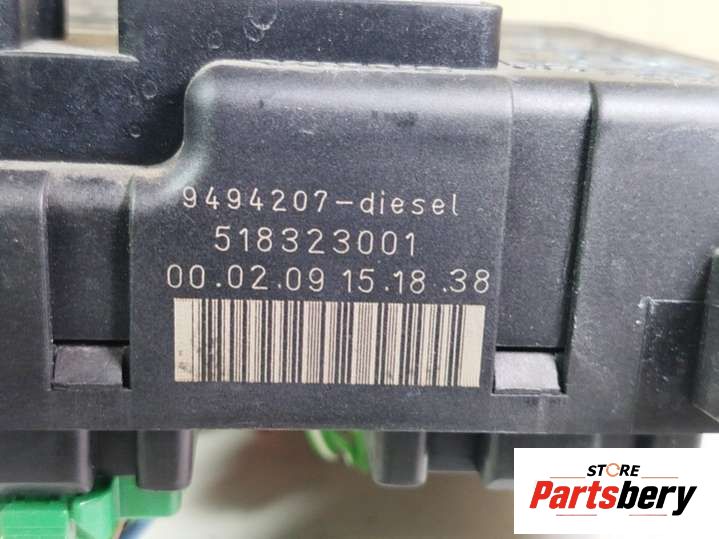 9494207-diesel
518323001
00.02.09 15.18.38
STORE
Partsbery